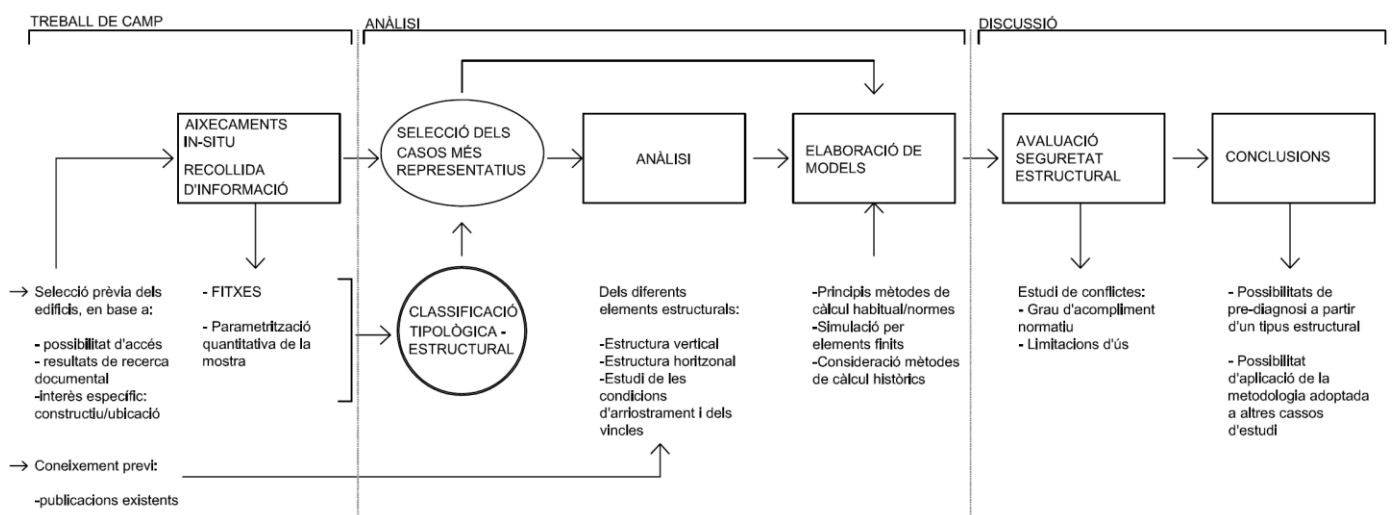 TREBALL DE CAMP
ANÀLISI
DISCUSSIÓ
AIXECAMENTS
IN-SITU
RECOLLIDA
D'INFORMACIÓ
SELECCIÓ DELS
CASOS MÉS
REPRESENTATIUS
ANÀLISI
ELABORACIÓ DE
MODELS
AVALUACIÓ
SEGURETAT
ESTRUCTURAL
CONCLUSIONS
Selecció prèvia dels
edificis, en base a:
- possibilitat d'accés
- resultats de recerca
documental
-interès específic:
constructiu/ubicació
- FITXES
- Parametrització
quantitativa de la
mostra
CLASSIFICACIÓ
TIPOLÒGICA -
ESTRUCTURAL
Dels diferents
elements estructurals:
-Estructura vertical
-Estructura horitzonal
-Estudi de les
condicions
d'arriostrament i dels
vincles
-Principis mètodes de
càlcul habitual/normes
-Simulació per
elements finits
-Consideració mètodes
de càlcul històrics
Estudi de conflictes:
- Grau d'acompliment
normatiu
- Limitacions d'ús
- Possibilitats de
pre-diagnosi a partir
d'un tipus estructural
- Possibilitat
d'aplicació de la
metodologia adoptada
a altres cassos
d'estudi
Coneixement previ:
-publicacions existents